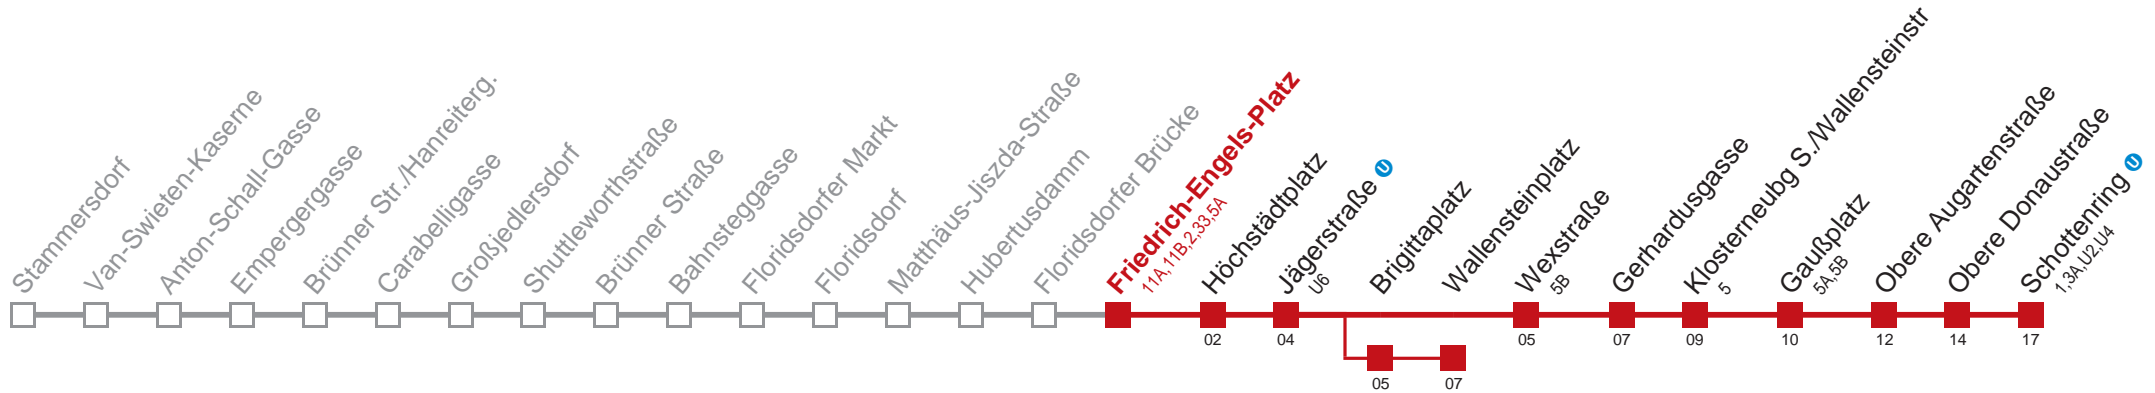 Stammersdorf
Van-Swieten-Kaserne
Anton-Schall-Gasse
Empergergasse
Brünner Str./Hanreiterg.
Carabelligasse
Großjedlersdorf
Shuttleworthstraße
Brünner Straße
Bahnsteggasse
Floridsdorfer Markt
Floridsdorf
Matthäus-Jiszda-Straße
Hubertusdamm
Floridsdorfer Brücke
Friedrich-Engels-Platz
11A,11B,2,33,5A
Höchstädtplatz
02
Jägerstraße U
U6
04
Brigittaplatz
05
Wallensteinplatz
07
Wexstraße
5B
05
Gerhardusgasse
07
Klosterneubg S./Wallensteinstr
5
09
Gaußplatz
5A,5B
10
Obere Augartenstraße
12
Obere Donaustraße
14
Schottenring U
1,3A,U2,U4
17